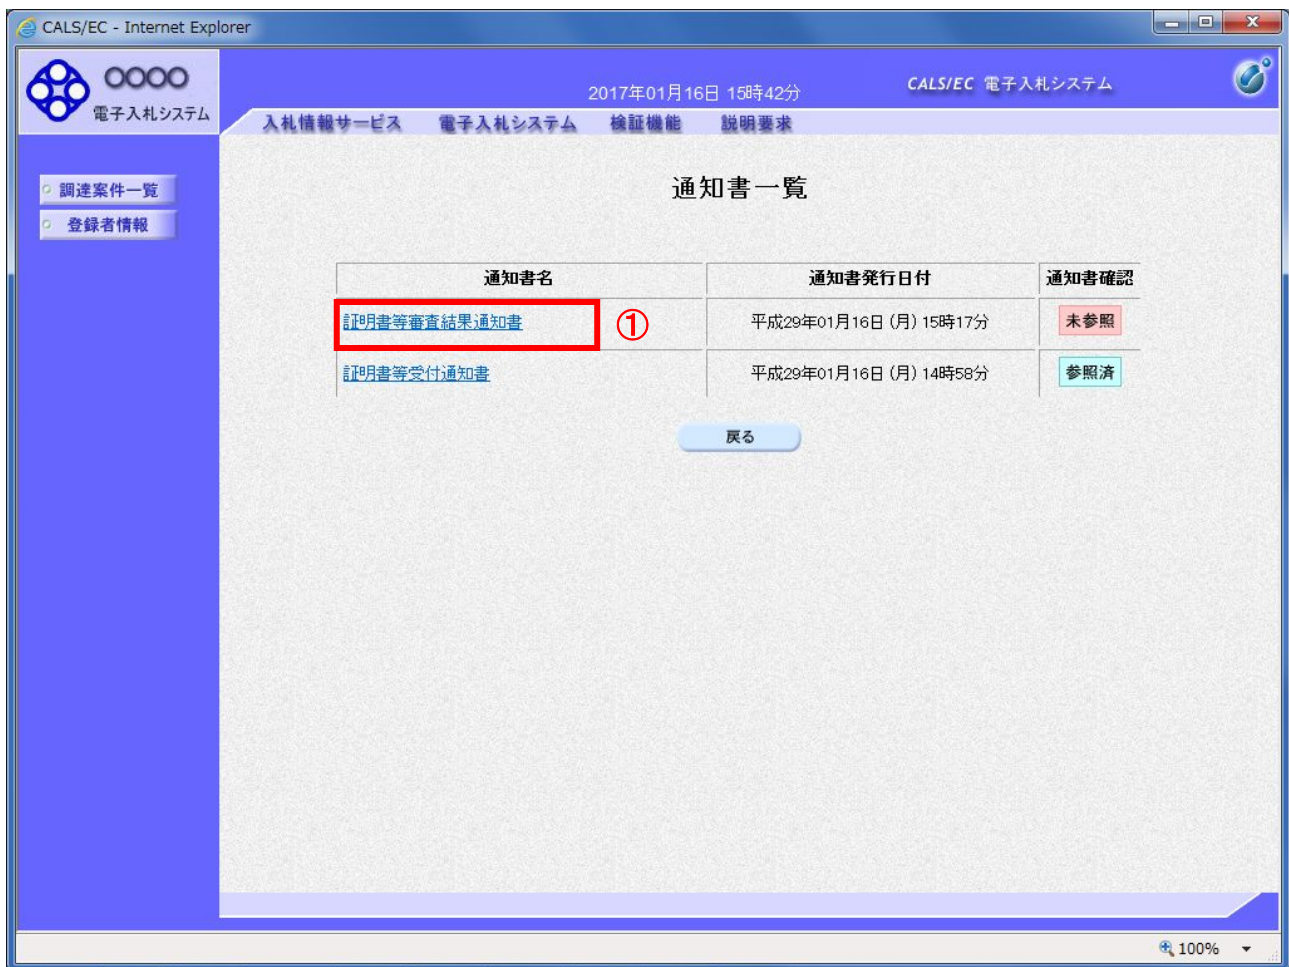 CALS/EC - Internet Explorer
○○○○
電子入札システム
2017年01月16日 15時42分
CALS/EC 電子入札システム
入札情報サービス 電子入札システム 検証機能 説明要求
調達案件一覧
登録者情報
通知書一覧
通知書名 通知書発行日付 通知書確認
証明書等審査結果通知書 ① 平成29年01月16日 (月) 15時17分 未参照
証明書等受付通知書 平成29年01月16日 (月) 14時58分 参照済
戻る
100%